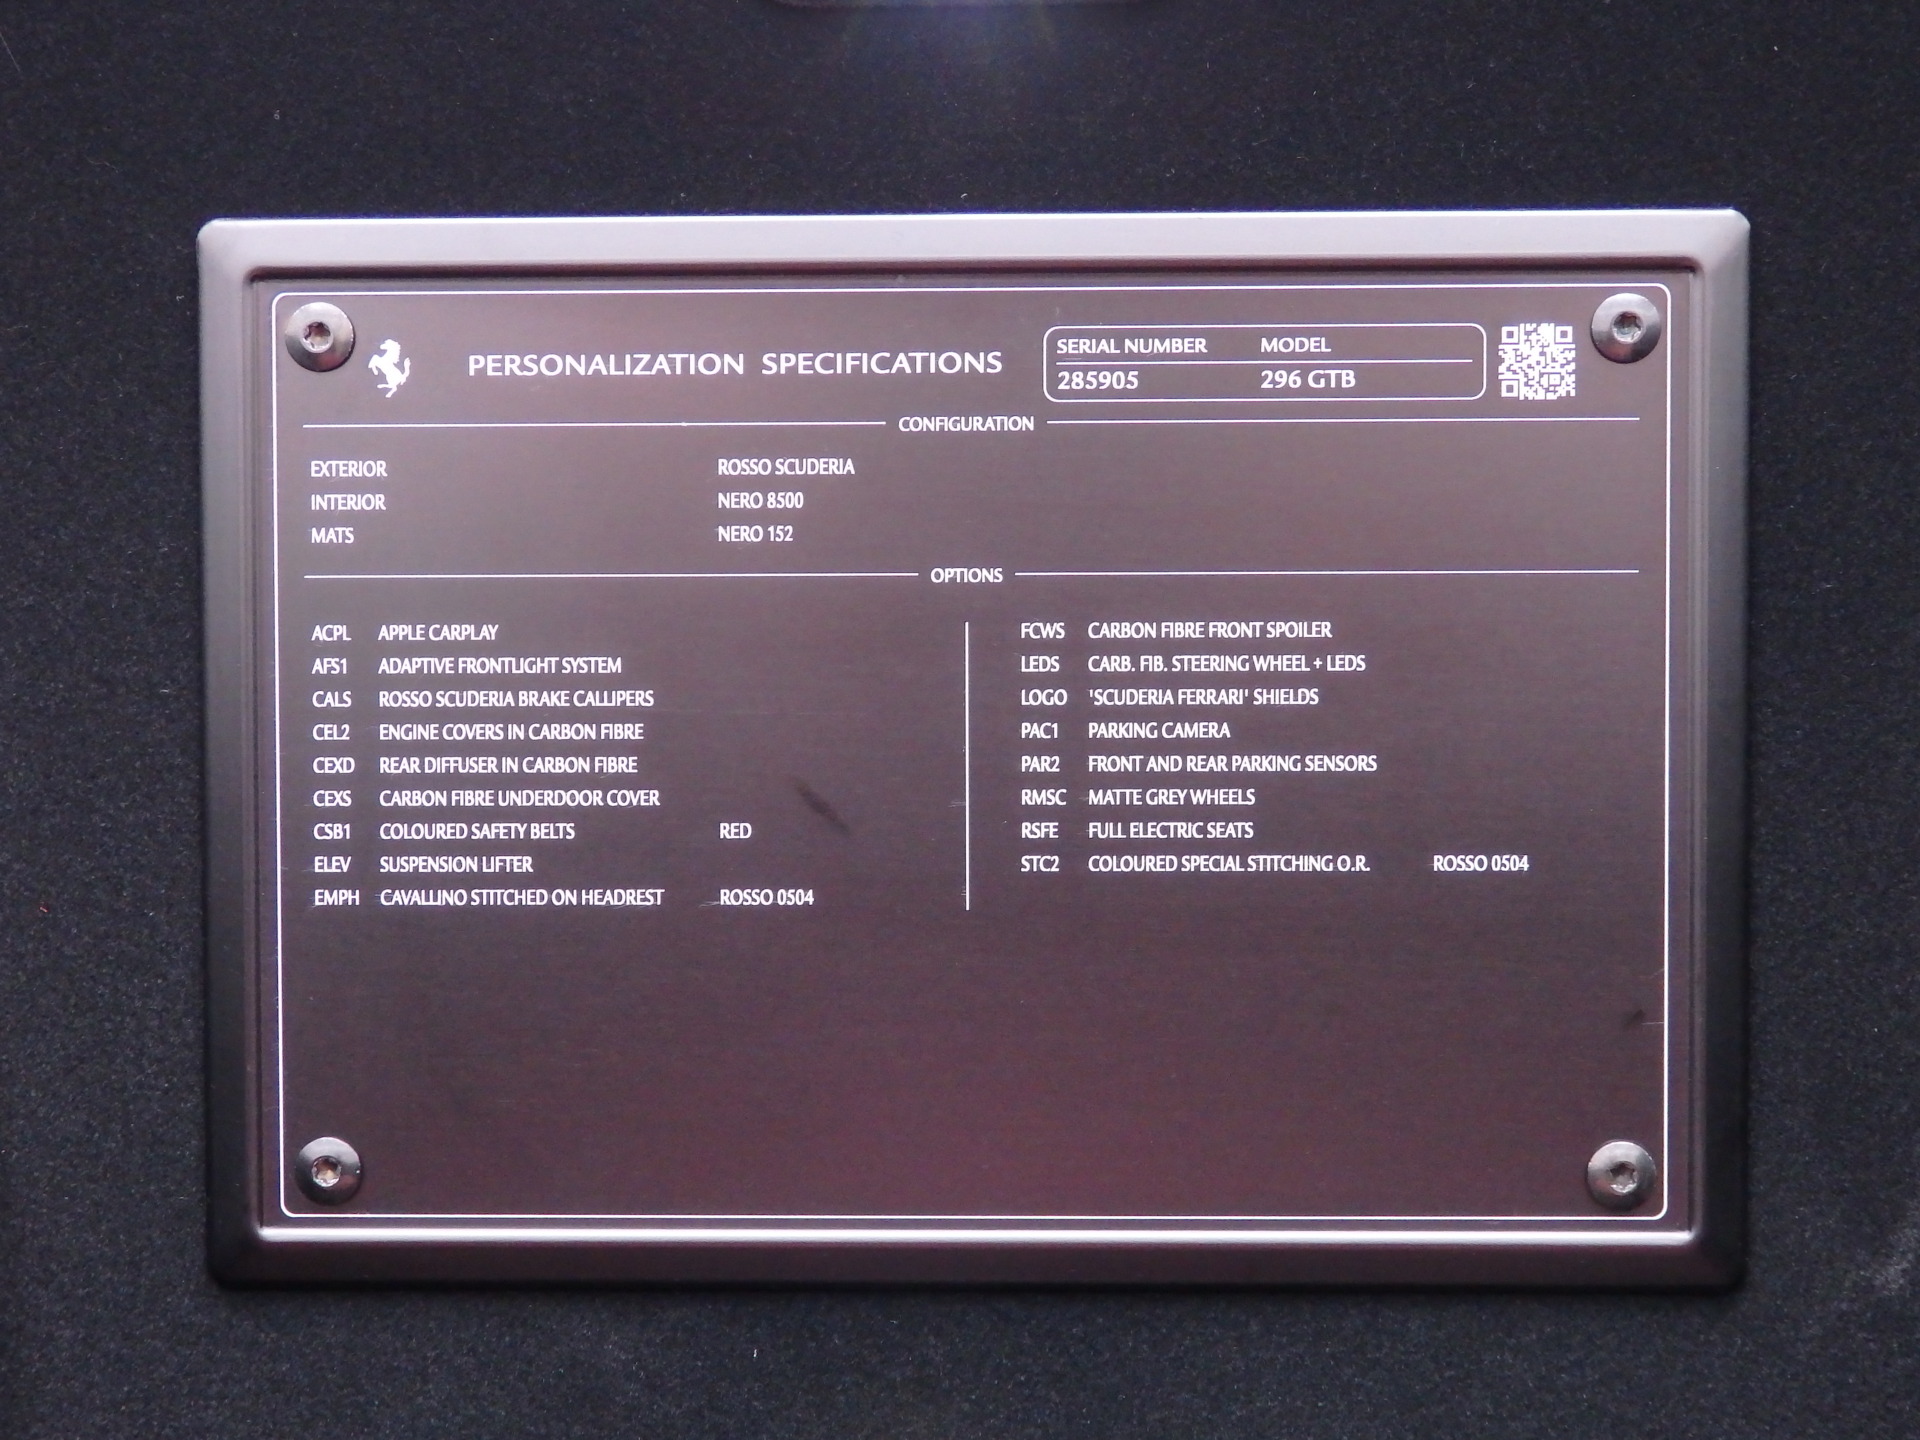 PERSONALIZATION SPECIFICATIONS
SERIAL NUMBER MODEL
285905 296 GTB
CONFIGURATION
EXTERIOR ROSSO SCUDERIA
INTERIOR NERO 8500
MATS NERO 152
OPTIONS
ACPL APPLE CARPLAY
AFS1 ADAPTIVE FRONTLIGHT SYSTEM
CALS ROSSO SCUDERIA BRAKE CALLIPERS
CEL2 ENGINE COVERS IN CARBON FIBRE
CEXD REAR DIFFUSER IN CARBON FIBRE
CEXS CARBON FIBRE UNDERDOOR COVER
CSB1 COLOURED SAFETY BELTS RED
ELEV SUSPENSION LIFTER
EMPH CAVALLINO STITCHED ON HEADREST ROSSO 0504
FCWS CARBON FIBRE FRONT SPOILER
LEDS CARB. FIB. STEERING WHEEL + LEDS
LOGO 'SCUDERIA FERRARI' SHIELDS
PAC1 PARKING CAMERA
PAR2 FRONT AND REAR PARKING SENSORS
RMSC MATTE GREY WHEELS
RSFE FULL ELECTRIC SEATS
STC2 COLOURED SPECIAL STITCHING O.R. ROSSO 0504